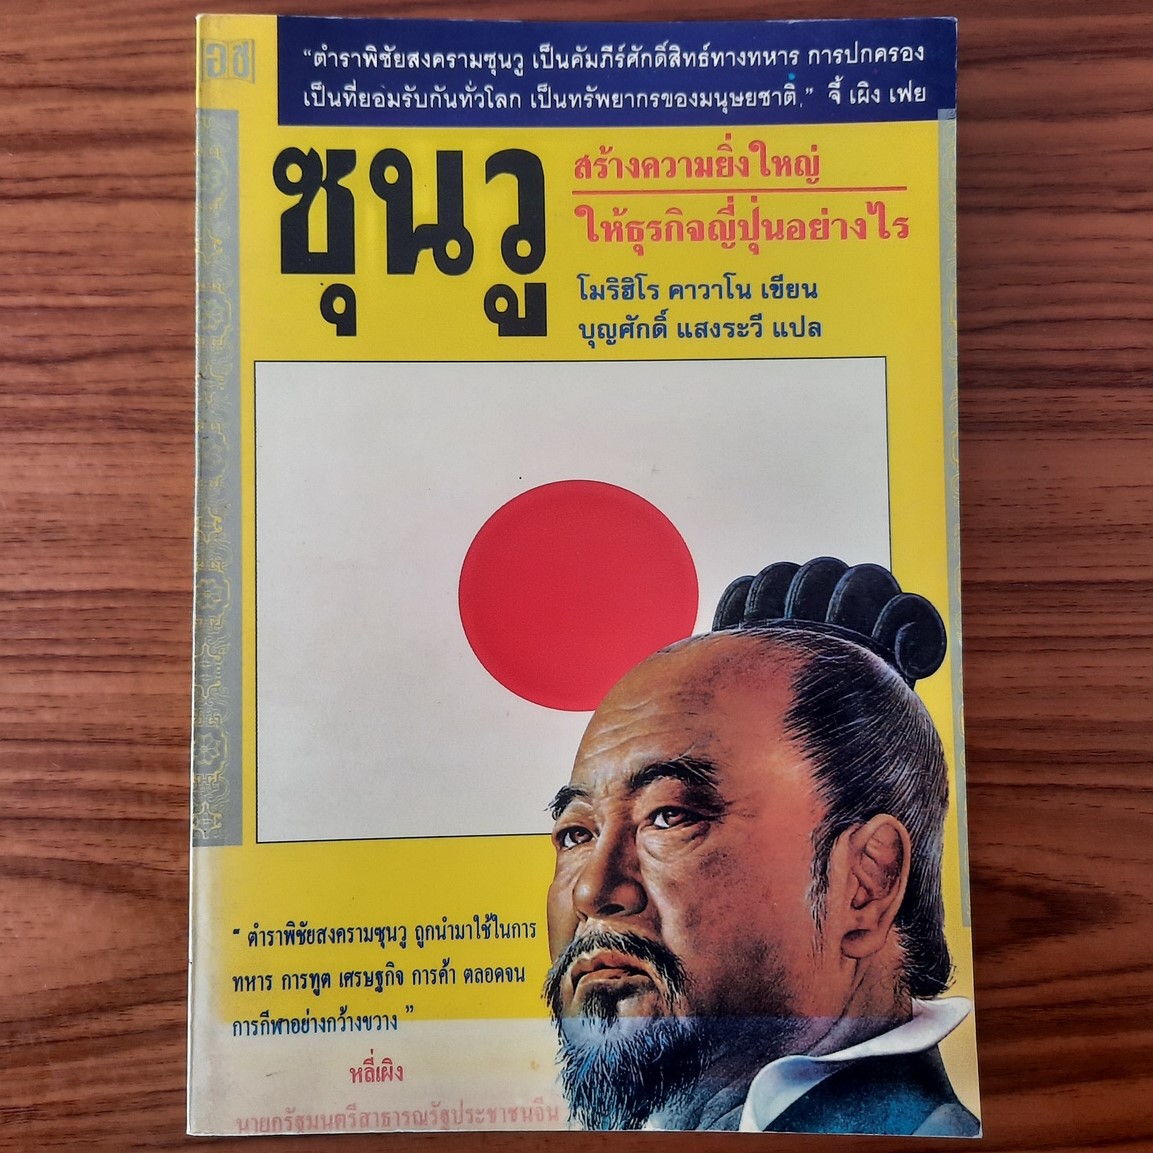 อช
“ตำราพิชัยสงครามซุนวู เป็นคัมภีร์ศักดิ์สิทธ์ทางทหาร การปกครอง
เป็นที่ยอมรับกันทั่วโลก เป็นทรัพยากรของมนุษยชาติ.” จี้ เผิง เฟย
ซุนวู
สร้างความยิ่งใหญ่
ให้ธุรกิจญี่ปุ่นอย่างไร
โมริฮิโร คาวาโน เขียน
บุญศักดิ์ แสงระวี แปล
“ ตำราพิชัยสงครามซุนวู ถูกนำมาใช้ในการ
ทหาร การทูต เศรษฐกิจ การค้า ตลอดจน
การกีฬาอย่างกว้างขวาง ”
หลี่เผิง
นายกรัฐมนตรีสาธารณรัฐประชาชนจีน